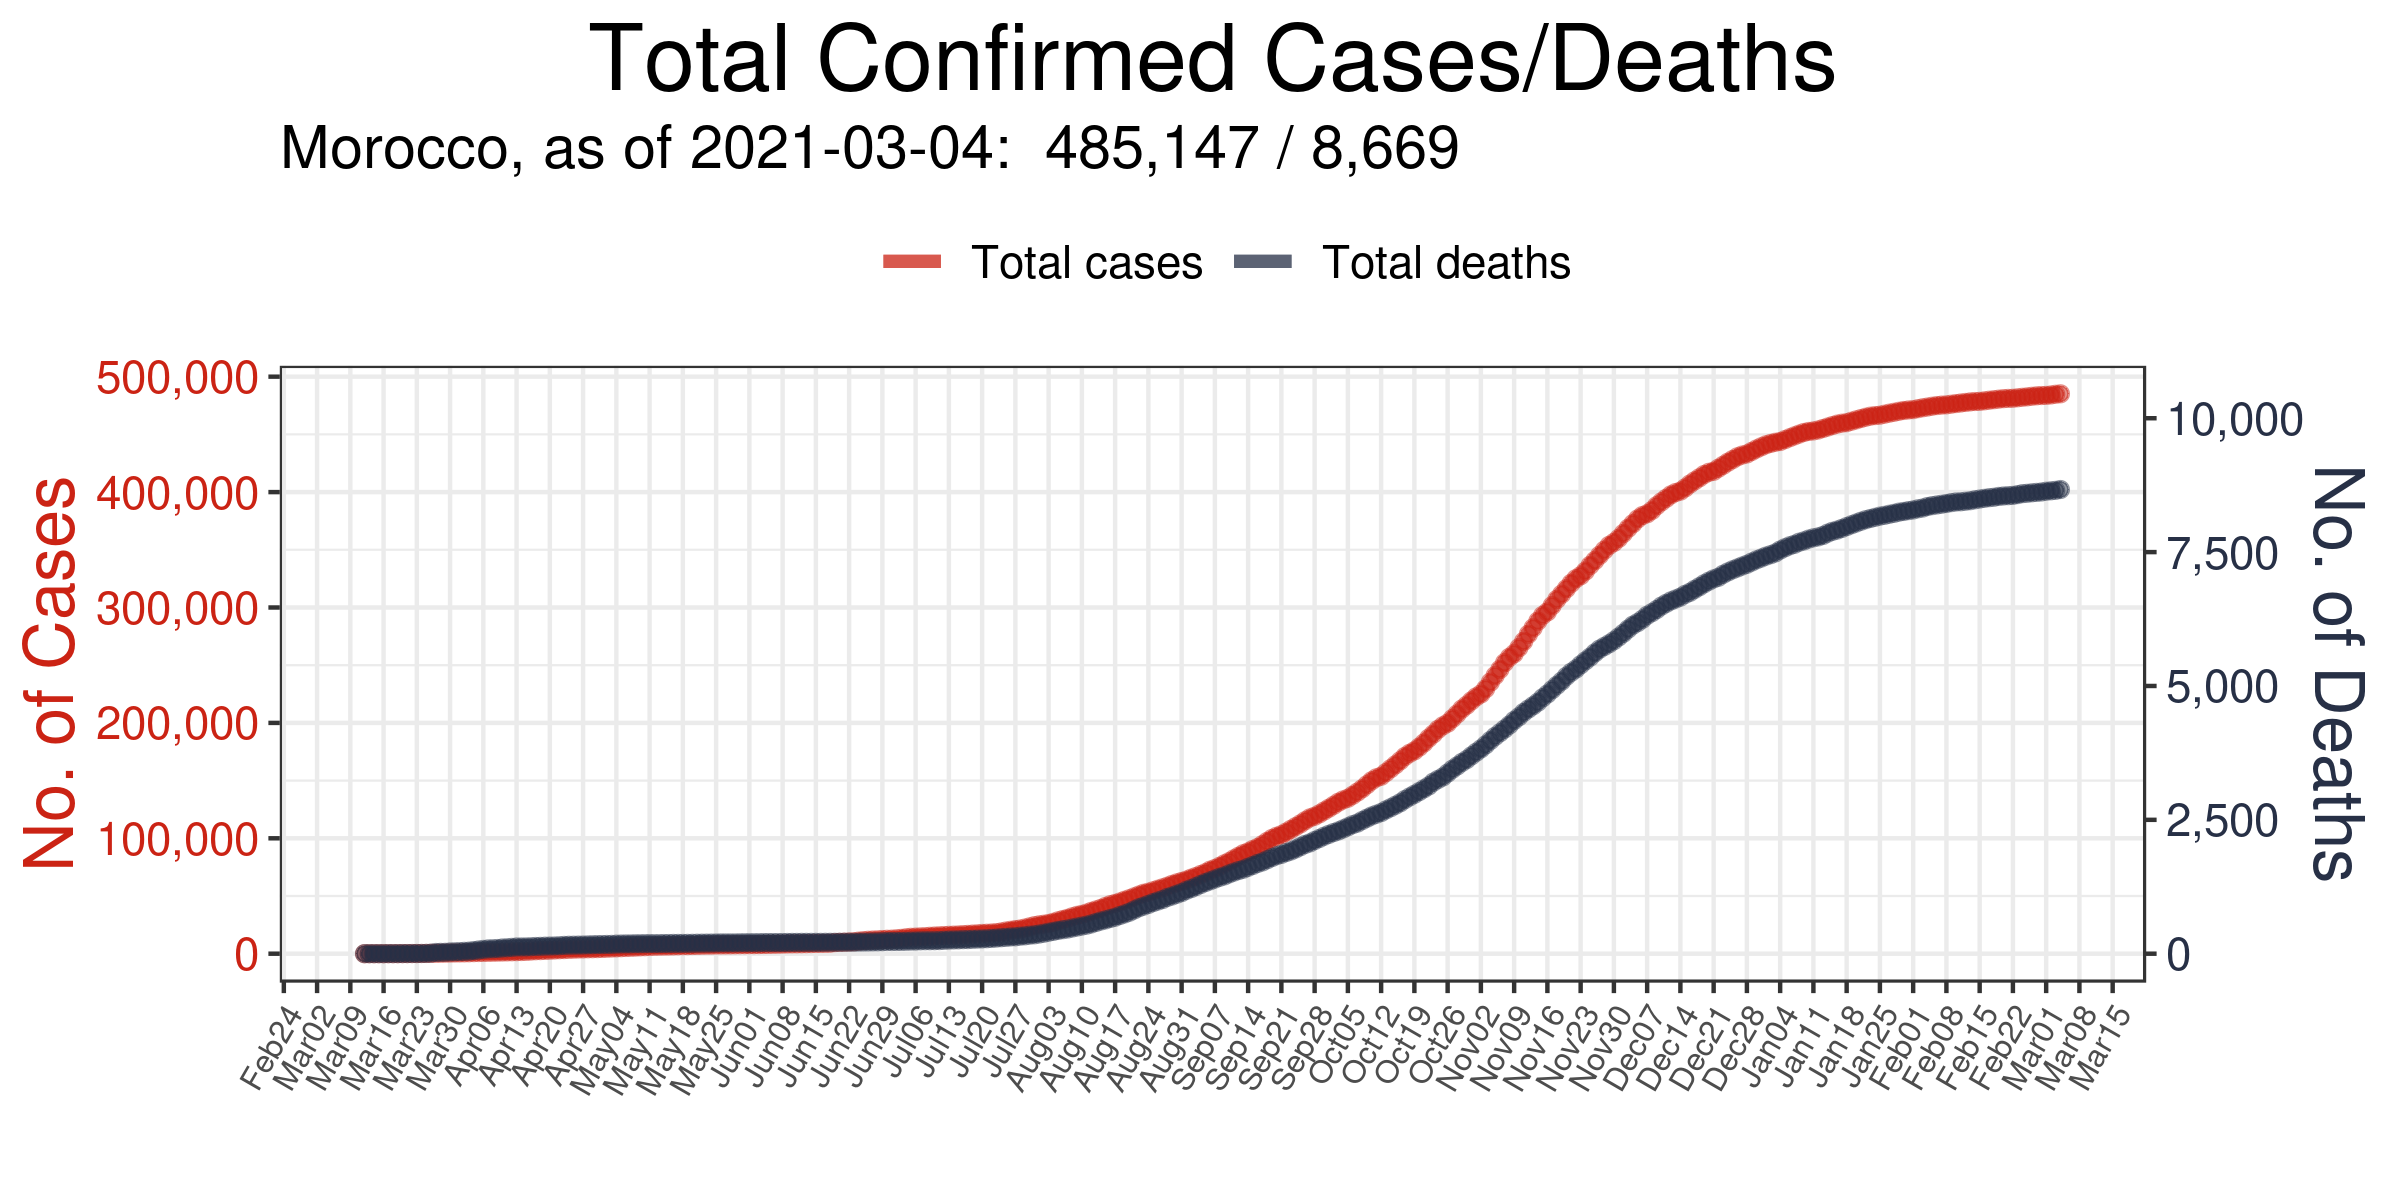 Total Confirmed Cases/Deaths
Morocco, as of 2021-03-04:  485,147 / 8,669
Total cases
Total deaths
No. of Cases
500,000
400,000
300,000
200,000
100,000
0
10,000
7,500
5,000
2,500
0
No. of Deaths
Feb24
Mar02
Mar09
Mar16
Mar23
Mar30
Apr06
Apr13
Apr20
Apr27
May04
May11
May18
May25
Jun01
Jun08
Jun15
Jun22
Jun29
Jul06
Jul13
Jul20
Jul27
Aug03
Aug10
Aug17
Aug24
Aug31
Sep07
Sep14
Sep21
Sep28
Oct05
Oct12
Oct19
Oct26
Nov02
Nov09
Nov16
Nov23
Nov30
Dec07
Dec14
Dec21
Dec28
Jan04
Jan11
Jan18
Jan25
Feb01
Feb08
Feb15
Feb22
Mar01
Mar08
Mar15